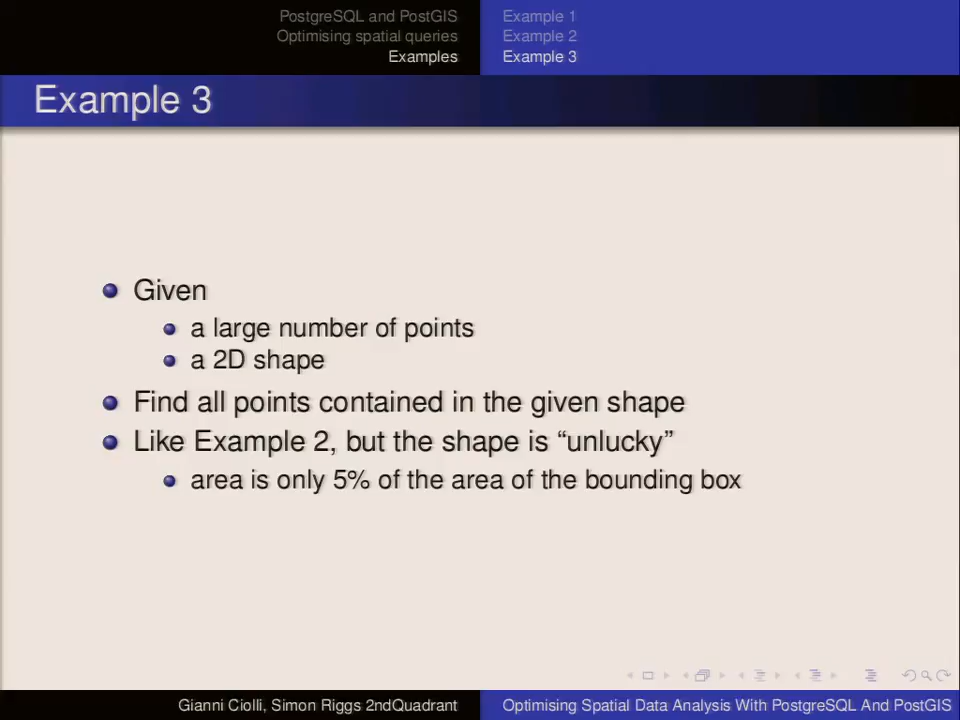 PostgreSQL and PostGIS
Optimising spatial queries
Examples
Example 1
Example 2
Example 3
Example 3
Given
a large number of points
a 2D shape
Find all points contained in the given shape
Like Example 2, but the shape is “unlucky”
area is only 5% of the area of the bounding box
Gianni Ciolli, Simon Riggs 2ndQuadrant
Optimising Spatial Data Analysis With PostgreSQL And PostGIS